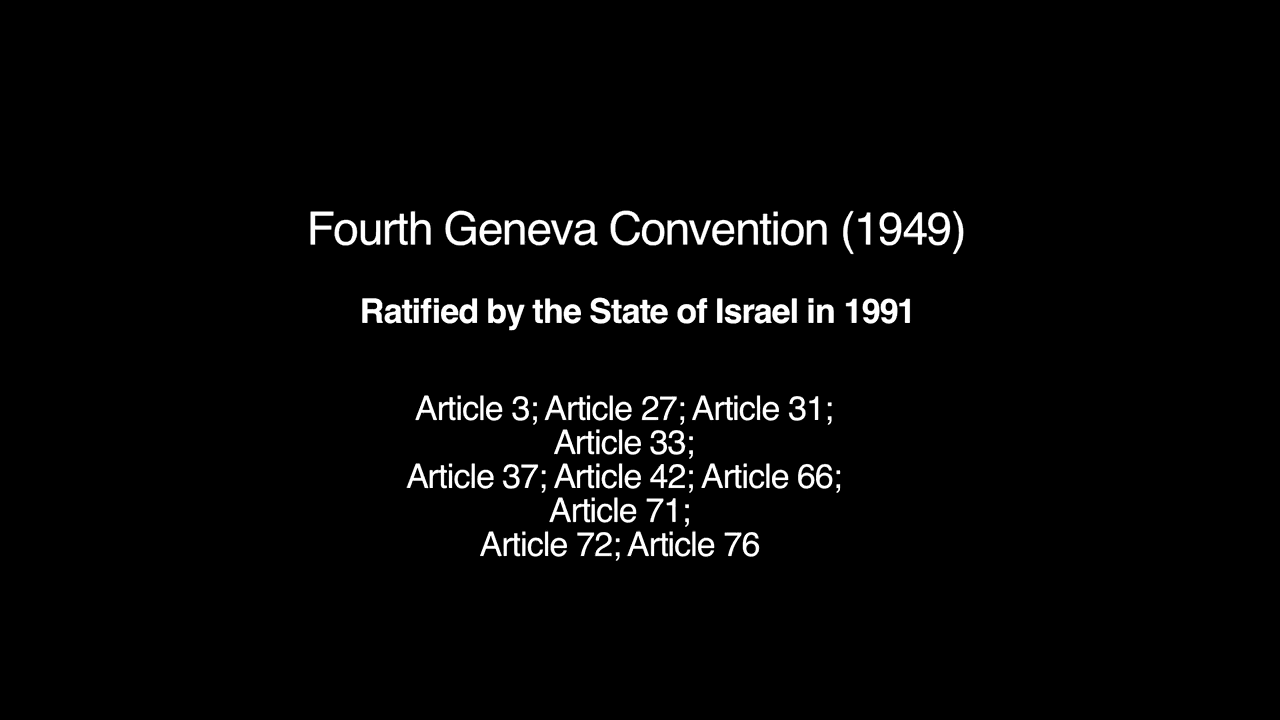 Fourth Geneva Convention (1949)
Ratified by the State of Israel in 1991
Article 3; Article 27; Article 31;
Article 33;
Article 37; Article 42; Article 66;
Article 71;
Article 72; Article 76